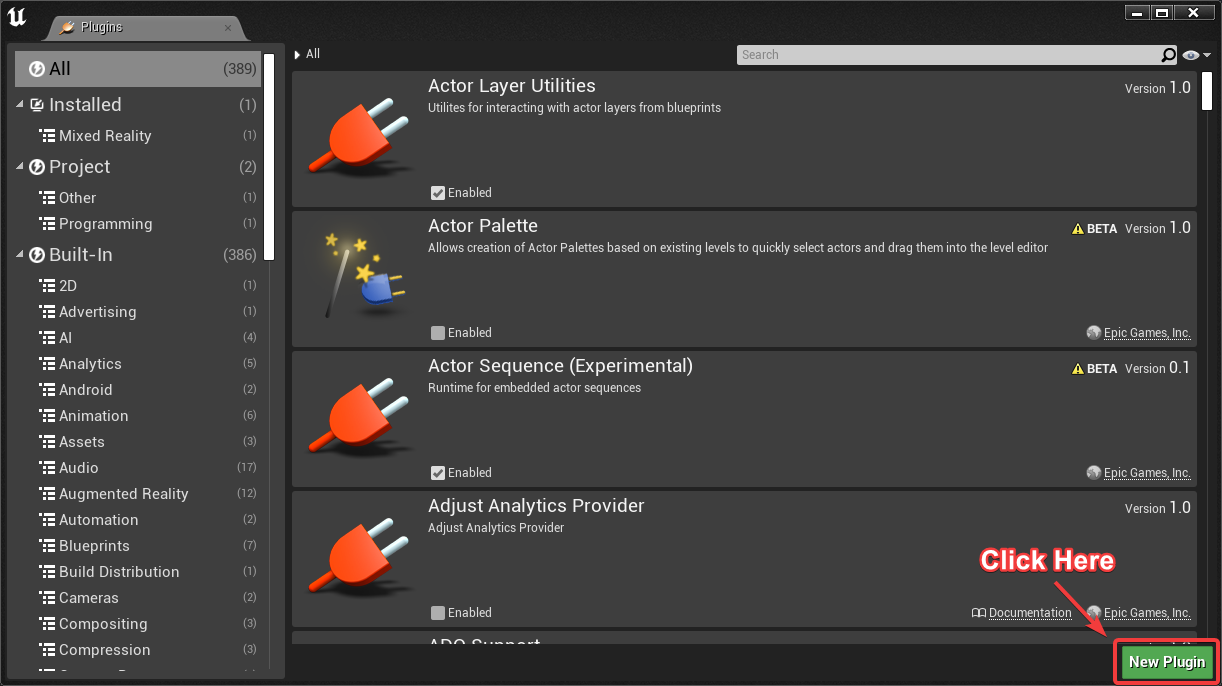 Plugins
All (389)
Installed (1)
Mixed Reality (1)
Project (2)
Other (1)
Programming (1)
Built-In (386)
2D (1)
Advertising (1)
AI (4)
Analytics (5)
Android (2)
Animation (6)
Assets (3)
Audio (17)
Augmented Reality (12)
Automation (2)
Blueprints (7)
Build Distribution (1)
Cameras (2)
Compositing (3)
Compression (3)
All
Search
Actor Layer Utilities
Version 1.0
Utilites for interacting with actor layers from blueprints
Enabled
Actor Palette
BETA Version 1.0
Allows creation of Actor Palettes based on existing levels to quickly select actors and drag them into the level editor
Enabled
Epic Games, Inc.
Actor Sequence (Experimental)
BETA Version 0.1
Runtime for embedded actor sequences
Enabled
Epic Games, Inc.
Adjust Analytics Provider
Version 1.0
Adjust Analytics Provider
Click Here
Enabled
Documentation
Epic Games, Inc.
New Plugin